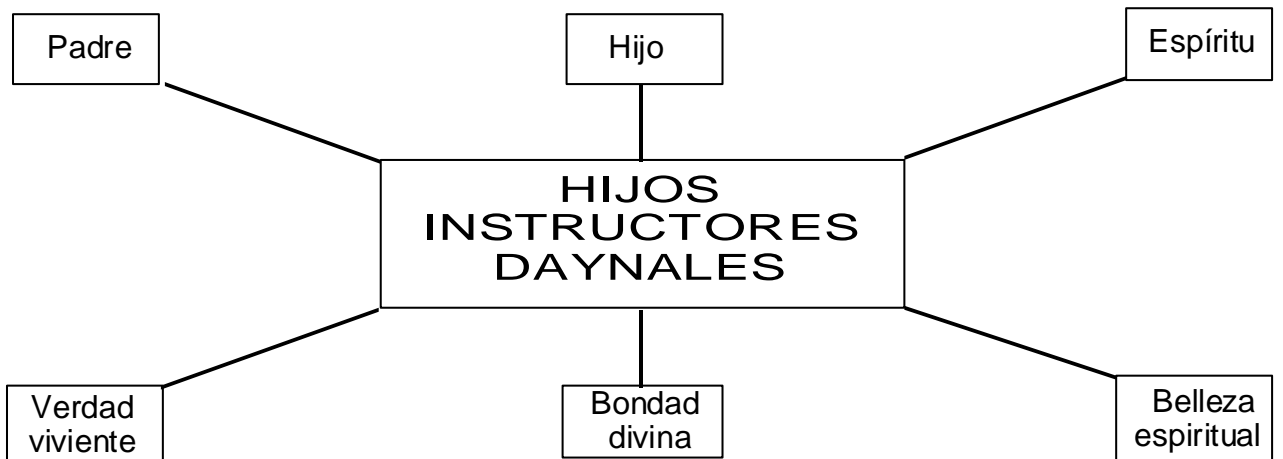 Padre
Hijo
Espíritu
HIJOS
INSTRUCTORES
DAYNALES
Verdad
viviente
Bondad
divina
Belleza
espiritual